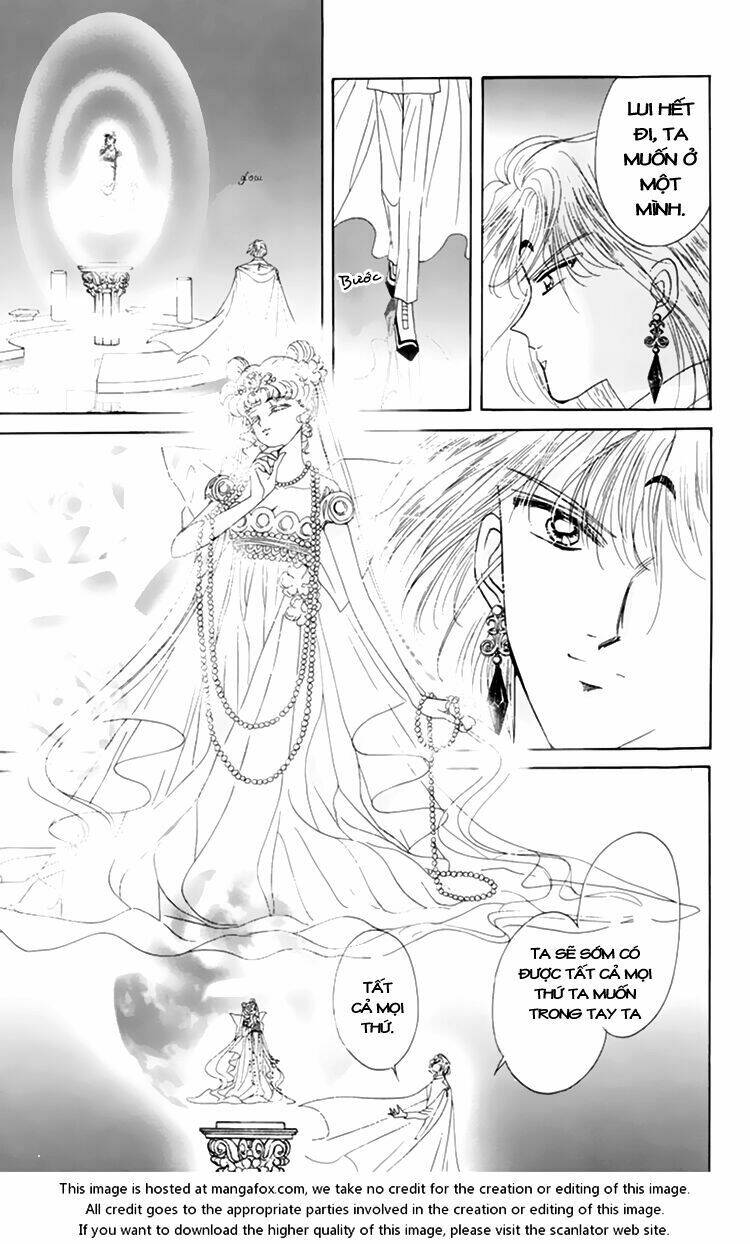 LUI HẾT
ĐI, TA
MUỐN Ở
MỘT
MÌNH.
glow
Bước
TA SẼ SỚM CÓ
ĐƯỢC TẤT CẢ MỌI
THỨ TA MUỐN
TRONG TAY TA
TẤT
CẢ MỌI
THỨ.
This image is hosted at mangafox.com, we take no credit for the creation or editing of this image.
All credit goes to the appropriate parties involved in the creation or editing of this image.
If you want to download the higher quality of this image, please visit the scanlator web site.